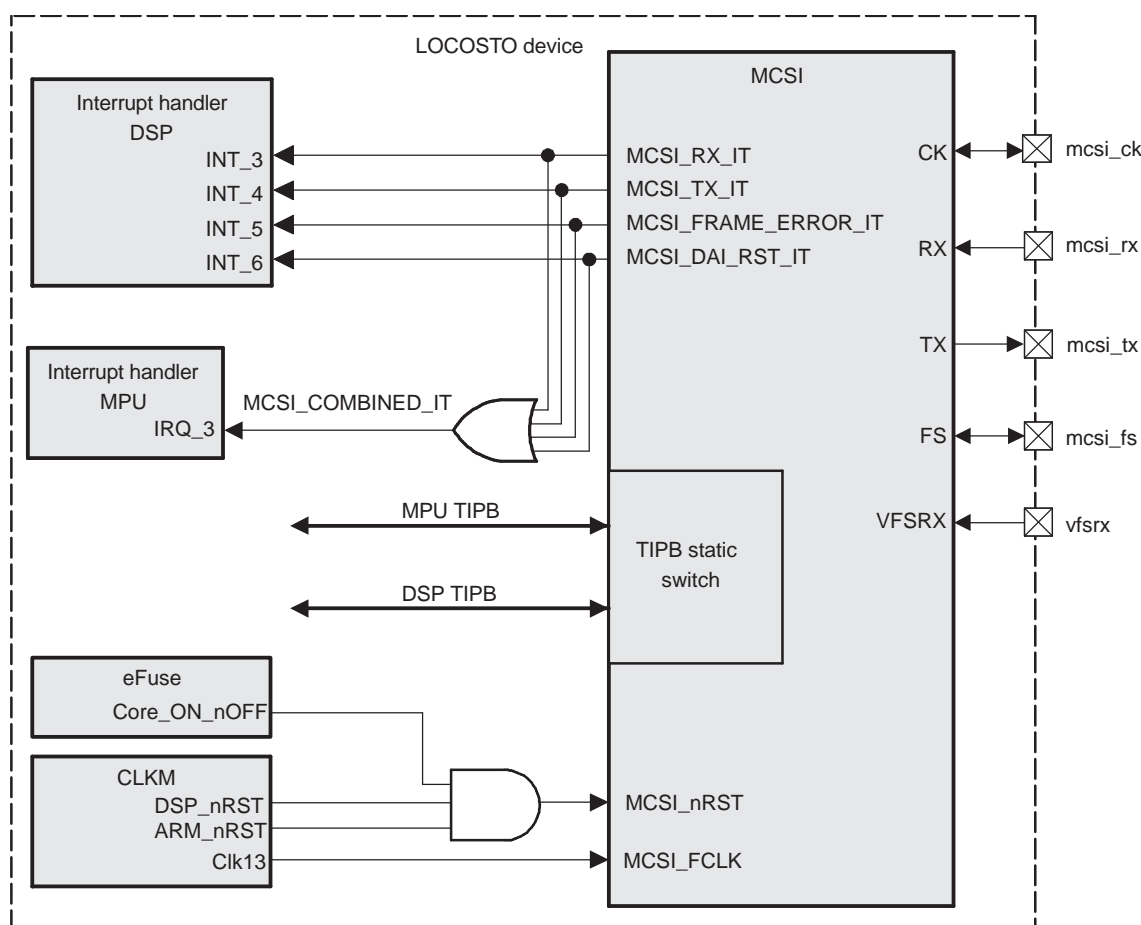 LOCOSTO device
Interrupt handler
DSP
INT_3
INT_4
INT_5
INT_6
MCSI
MCSI_RX_IT
MCSI_TX_IT
MCSI_FRAME_ERROR_IT
MCSI_DAI_RST_IT
CK
RX
TX
FS
VFSRX
mcsi_ck
mcsi_rx
mcsi_tx
mcsi_fs
vfsrx
Interrupt handler
MPU
IRQ_3
MCSI_COMBINED_IT
MPU TIPB
DSP TIPB
TIPB static
switch
eFuse
Core_ON_nOFF
CLKM
DSP_nRST
ARM_nRST
Clk13
MCSI_nRST
MCSI_FCLK